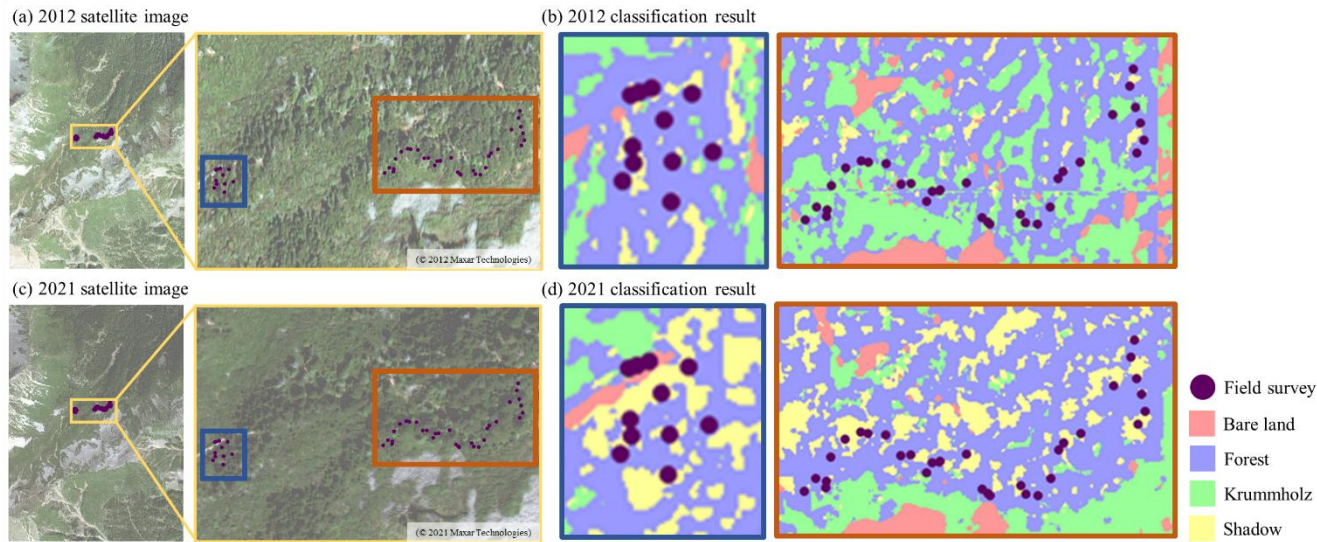 (a) 2012 satellite image
(b) 2012 classification result
(© 2012 Maxar Technologies)
(c) 2021 satellite image
(d) 2021 classification result
(© 2021 Maxar Technologies)
Field survey
Bare land
Forest
Krummholz
Shadow